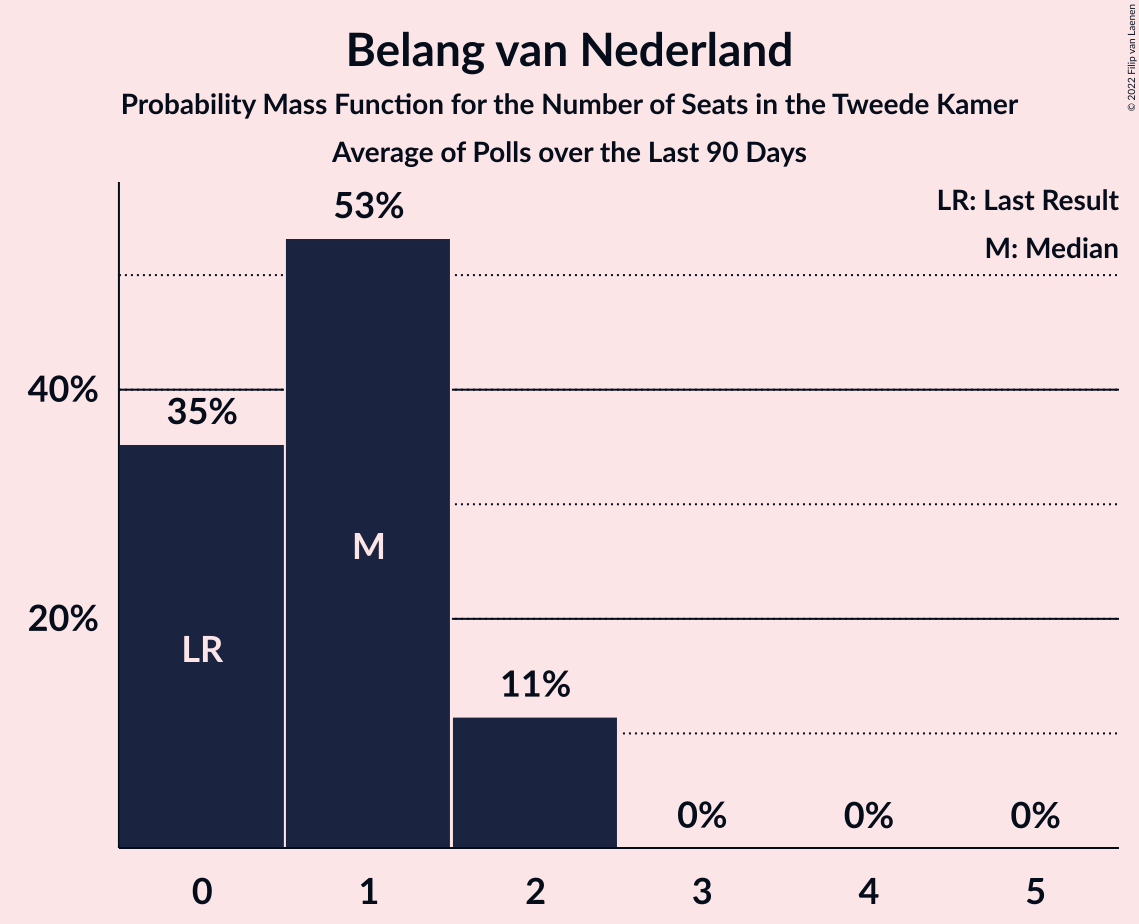 Belang van Nederland
Probability Mass Function for the Number of Seats in the Tweede Kamer
Average of Polls over the Last 90 Days
© 2022 Filip van Laenen
LR: Last Result
M: Median
53%
40%
35%
M
20%
LR
11%
0%
0%
0%
0
1
2
3
4
5